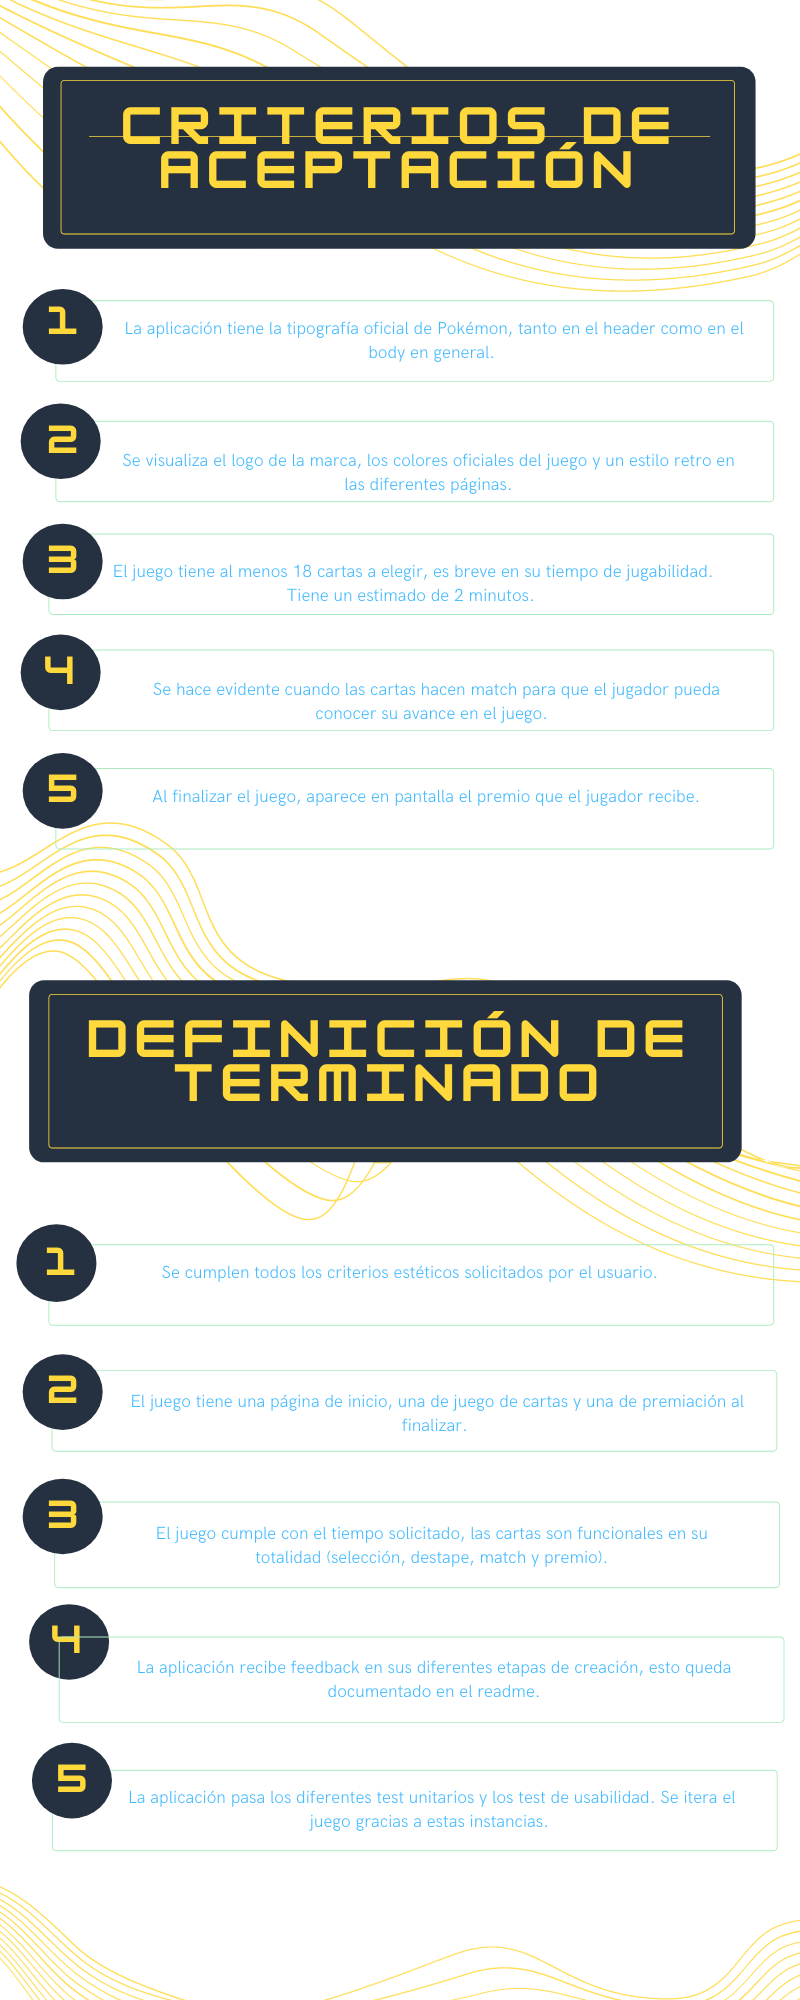 CRITERIOS DE
ACEPTACIÓN
1
La aplicación tiene la tipografía oficial de Pokémon, tanto en el header como en el
body en general.
2
Se visualiza el logo de la marca, los colores oficiales del juego y un estilo retro en
las diferentes páginas.
3
El juego tiene al menos 18 cartas a elegir, es breve en su tiempo de jugabilidad.
Tiene un estimado de 2 minutos.
4
Se hace evidente cuando las cartas hacen match para que el jugador pueda
conocer su avance en el juego.
5
Al finalizar el juego, aparece en pantalla el premio que el jugador recibe.
DEFINICIÓN DE
TERMINADO
1
Se cumplen todos los criterios estéticos solicitados por el usuario.
2
El juego tiene una página de inicio, una de juego de cartas y una de premiación al
finalizar.
3
El juego cumple con el tiempo solicitado, las cartas son funcionales en su
totalidad (selección, destape, match y premio).
4
La aplicación recibe feedback en sus diferentes etapas de creación, esto queda
documentado en el readme.
5
La aplicación pasa los diferentes test unitarios y los test de usabilidad. Se itera el
juego gracias a estas instancias.